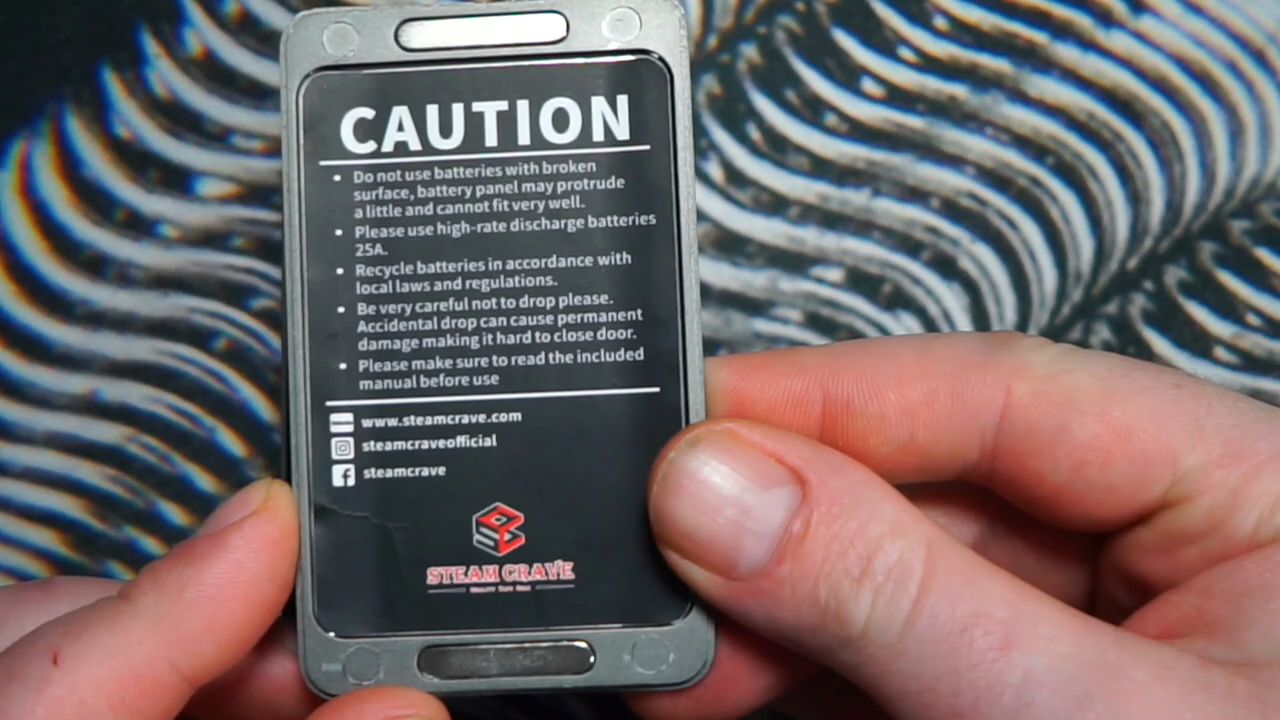 CAUTION
• Do not use batteries with broken
surface, battery panel may protrude
a little and cannot fit very well.
• Please use high-rate discharge batteries
25A.
• Recycle batteries in accordance with
local laws and regulations.
• Be very careful not to drop please.
Accidental drop can cause permanent
damage making it hard to close door.
• Please make sure to read the included
manual before use
www.steamcrave.com
steamcraveofficial
steamcrave
STEAM CRAVE